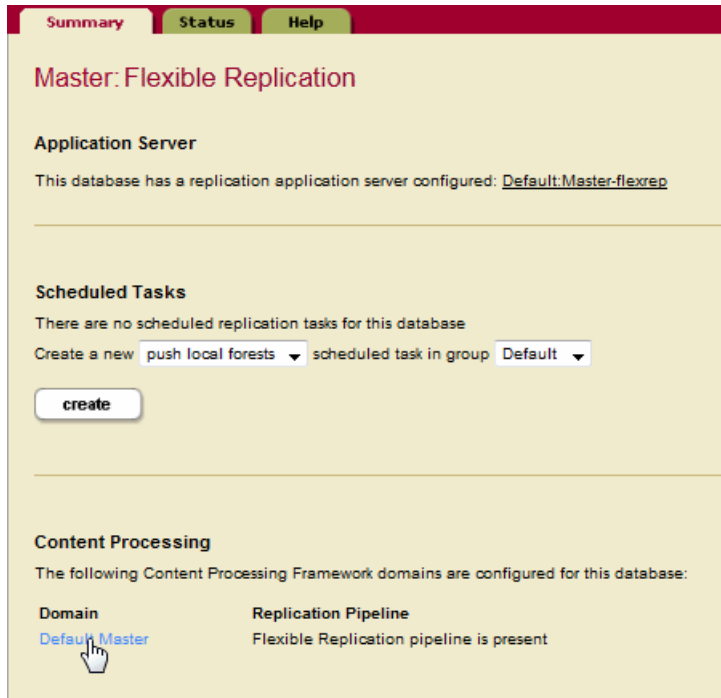 Summary Status Help
Master: Flexible Replication
Application Server
This database has a replication application server configured: Default:Master-flexrep
Scheduled Tasks
There are no scheduled replication tasks for this database
Create a new push local forests scheduled task in group Default
create
Content Processing
The following Content Processing Framework domains are configured for this database:
Domain Replication Pipeline
Default Master Flexible Replication pipeline is present